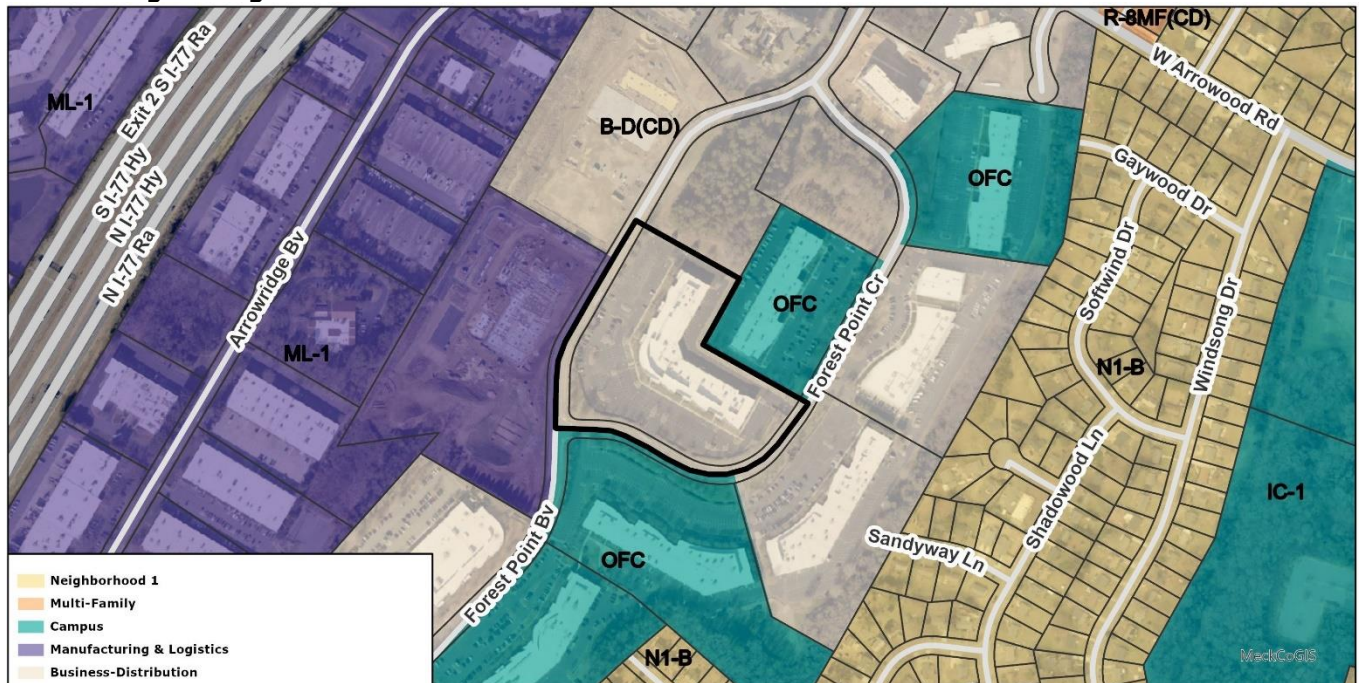 R-8MF(CD)
W Arrowood Rd
ML-1
Exit 2 S I-77 Ra
S I-77 Hy
N I-77 Hy
N I-77 Ra
B-D(CD)
OFC
Gaywood Dr
Softwind Dr
Windsong Dr
Arrowridge Bv
OFC
Forest Point Cr
ML-1
N1-B
Shadowood Ln
IC-1
Sandyway Ln
Forest Point Bv
OFC
N1-B
Neighborhood 1
Multi-Family
Campus
Manufacturing & Logistics
Business-Distribution
MeckCoGIS